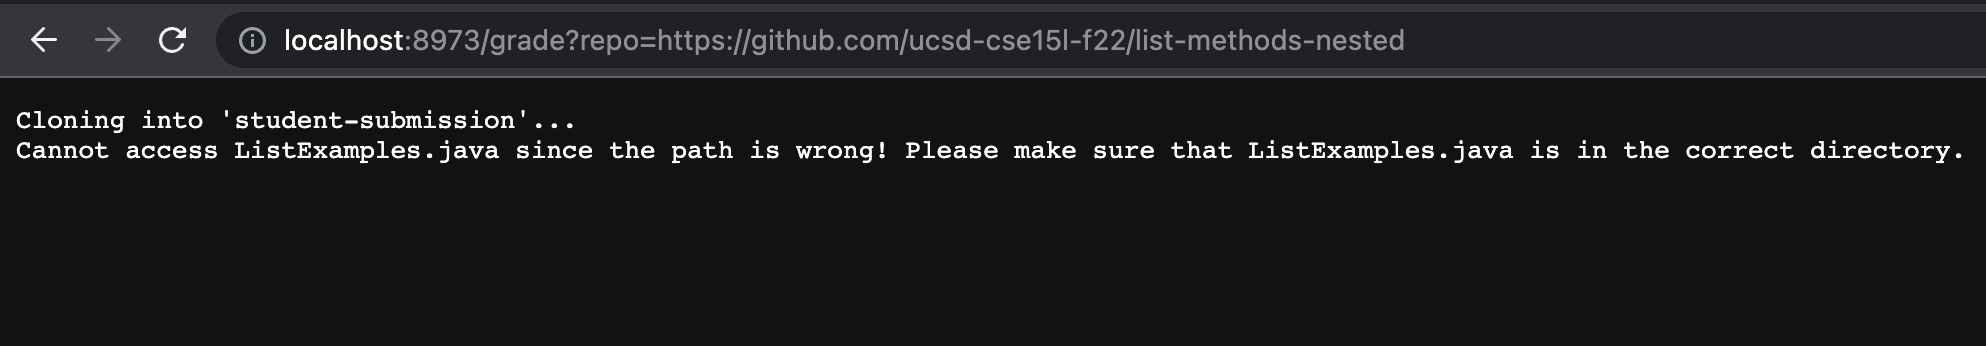 localhost:8973/grade?repo=https://github.com/ucsd-cse15l-f22/list-methods-nested
Cloning into 'student-submission'...
Cannot access ListExamples.java since the path is wrong! Please make sure that ListExamples.java is in the correct directory.